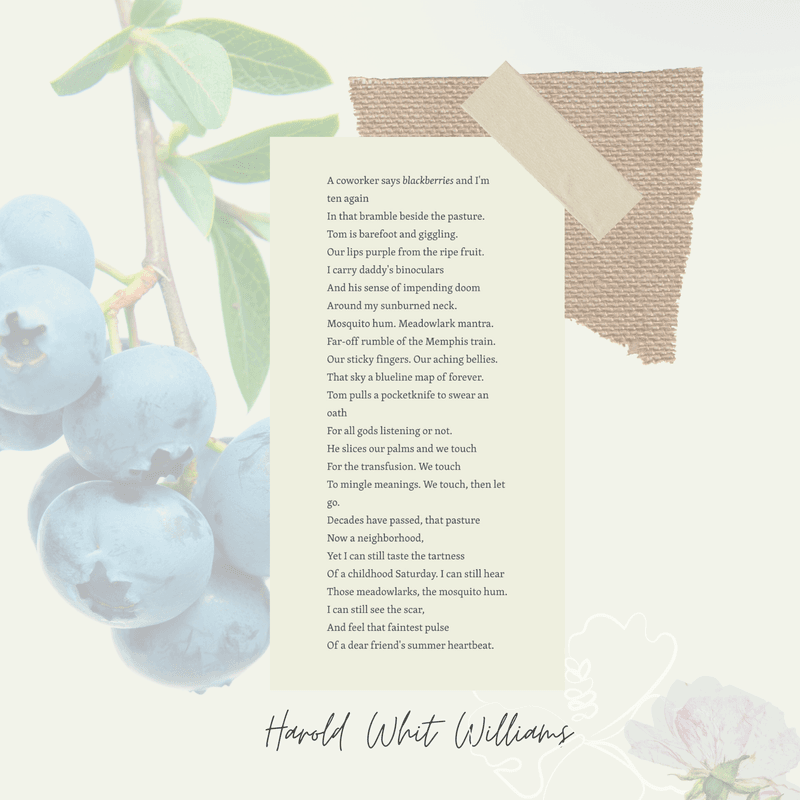 A coworker says blackberries and I'm
ten again
In that bramble beside the pasture.
Tom is barefoot and giggling.
Our lips purple from the ripe fruit.
I carry daddy's binoculars
And his sense of impending doom
Around my sunburned neck.
Mosquito hum. Meadowlark mantra.
Far-off rumble of the Memphis train.
Our sticky fingers. Our aching bellies.
That sky a blueline map of forever.
Tom pulls a pocketknife to swear an
oath
For all gods listening or not.
He slices our palms and we touch
For the transfusion. We touch
To mingle meanings. We touch, then let
go.
Decades have passed, that pasture
Now a neighborhood,
Yet I can still taste the tartness
Of a childhood Saturday. I can still hear
Those meadowlarks, the mosquito hum.
I can still see the scar,
And feel that faintest pulse
Of a dear friend's summer heartbeat.
Harold Whit Williams